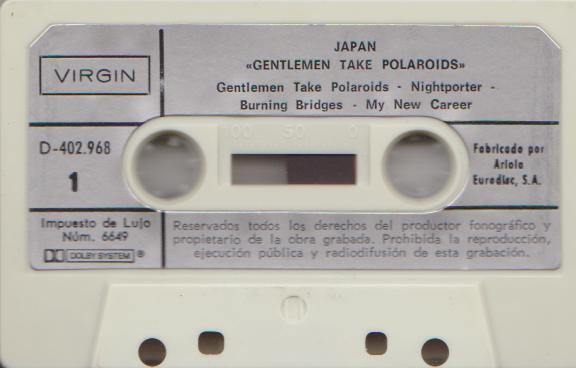 JAPAN
«GENTLEMEN TAKE POLAROIDS»
Gentlemen Take Polaroids - Nightporter -
Burning Bridges - My New Career
VIRGIN
D-402.968
1
100 50 0
Fabricado por
Ariola
Eurodisc, S.A.
Impuesto de Lujo
Núm. 6649
DOLBY SYSTEM ®
Reservados todos los derechos del productor fonográfico y
propietario de la obra grabada. Prohibida la reproducción,
ejecución pública y radiodifusión de esta grabación.